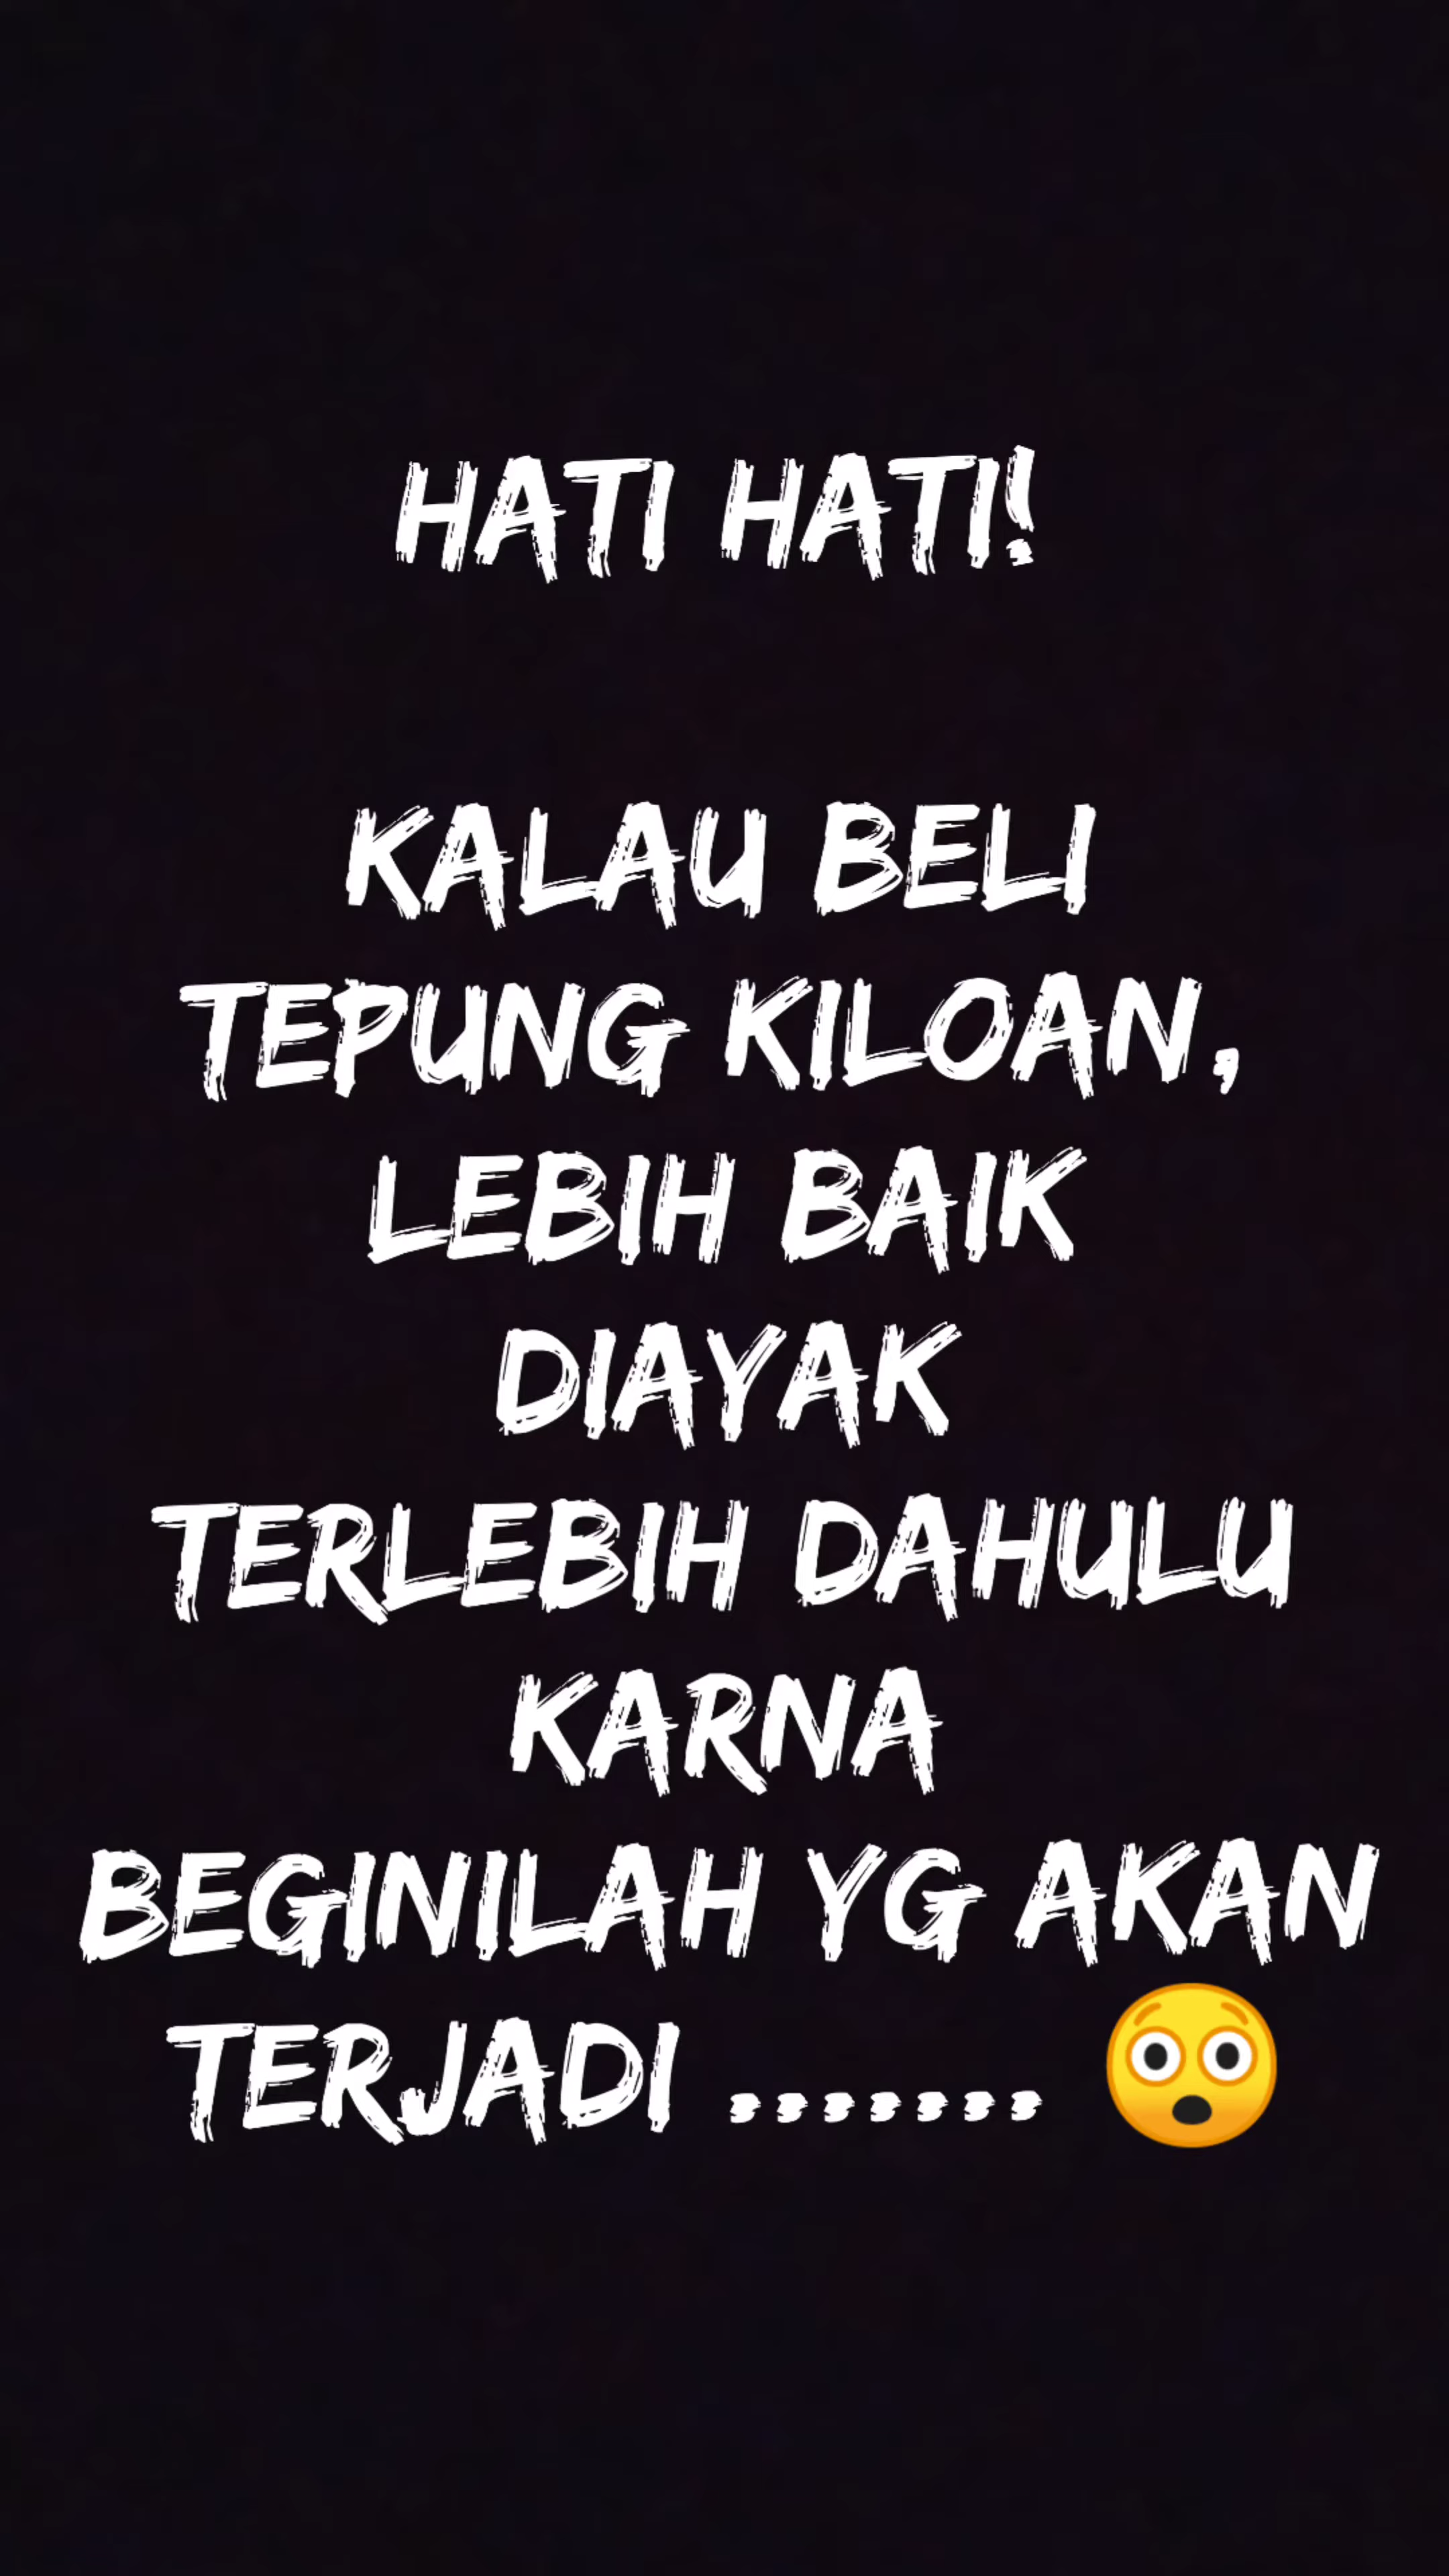 HATI HATI!
KALAU BELI
TEPUNG KILOAN,
LEBIH BAIK
DIAYAK
TERLEBIH DAHULU
KARNA
BEGINILAH YG AKAN
TERJADI ....... 😳